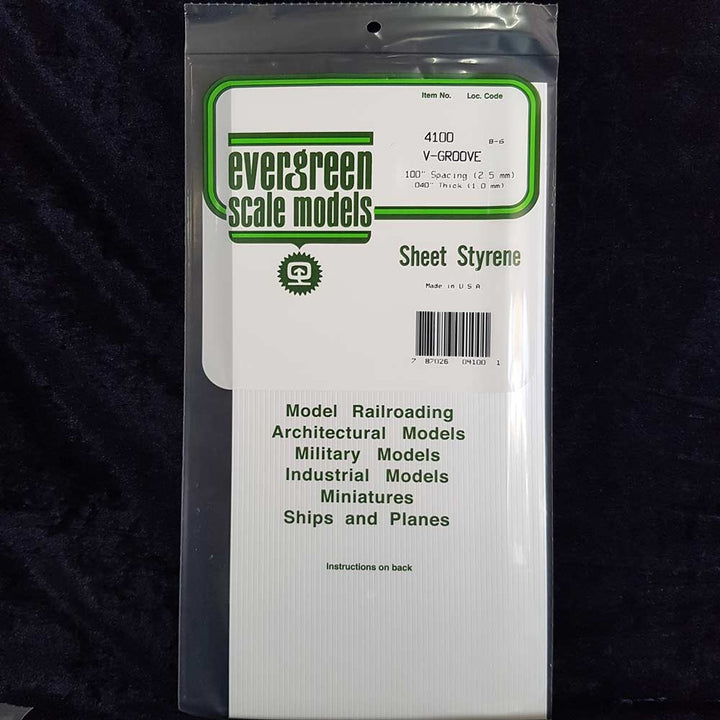 Item No. Loc. Code
4100 B-G
V-GROOVE
.100" Spacing (2.5 mm)
.040" Thick (1.0 mm)
evergreen
scale models
Sheet Styrene
Made in U S A
7 87026 04100 1
Model Railroading
Architectural Models
Military Models
Industrial Models
Miniatures
Ships and Planes
Instructions on back